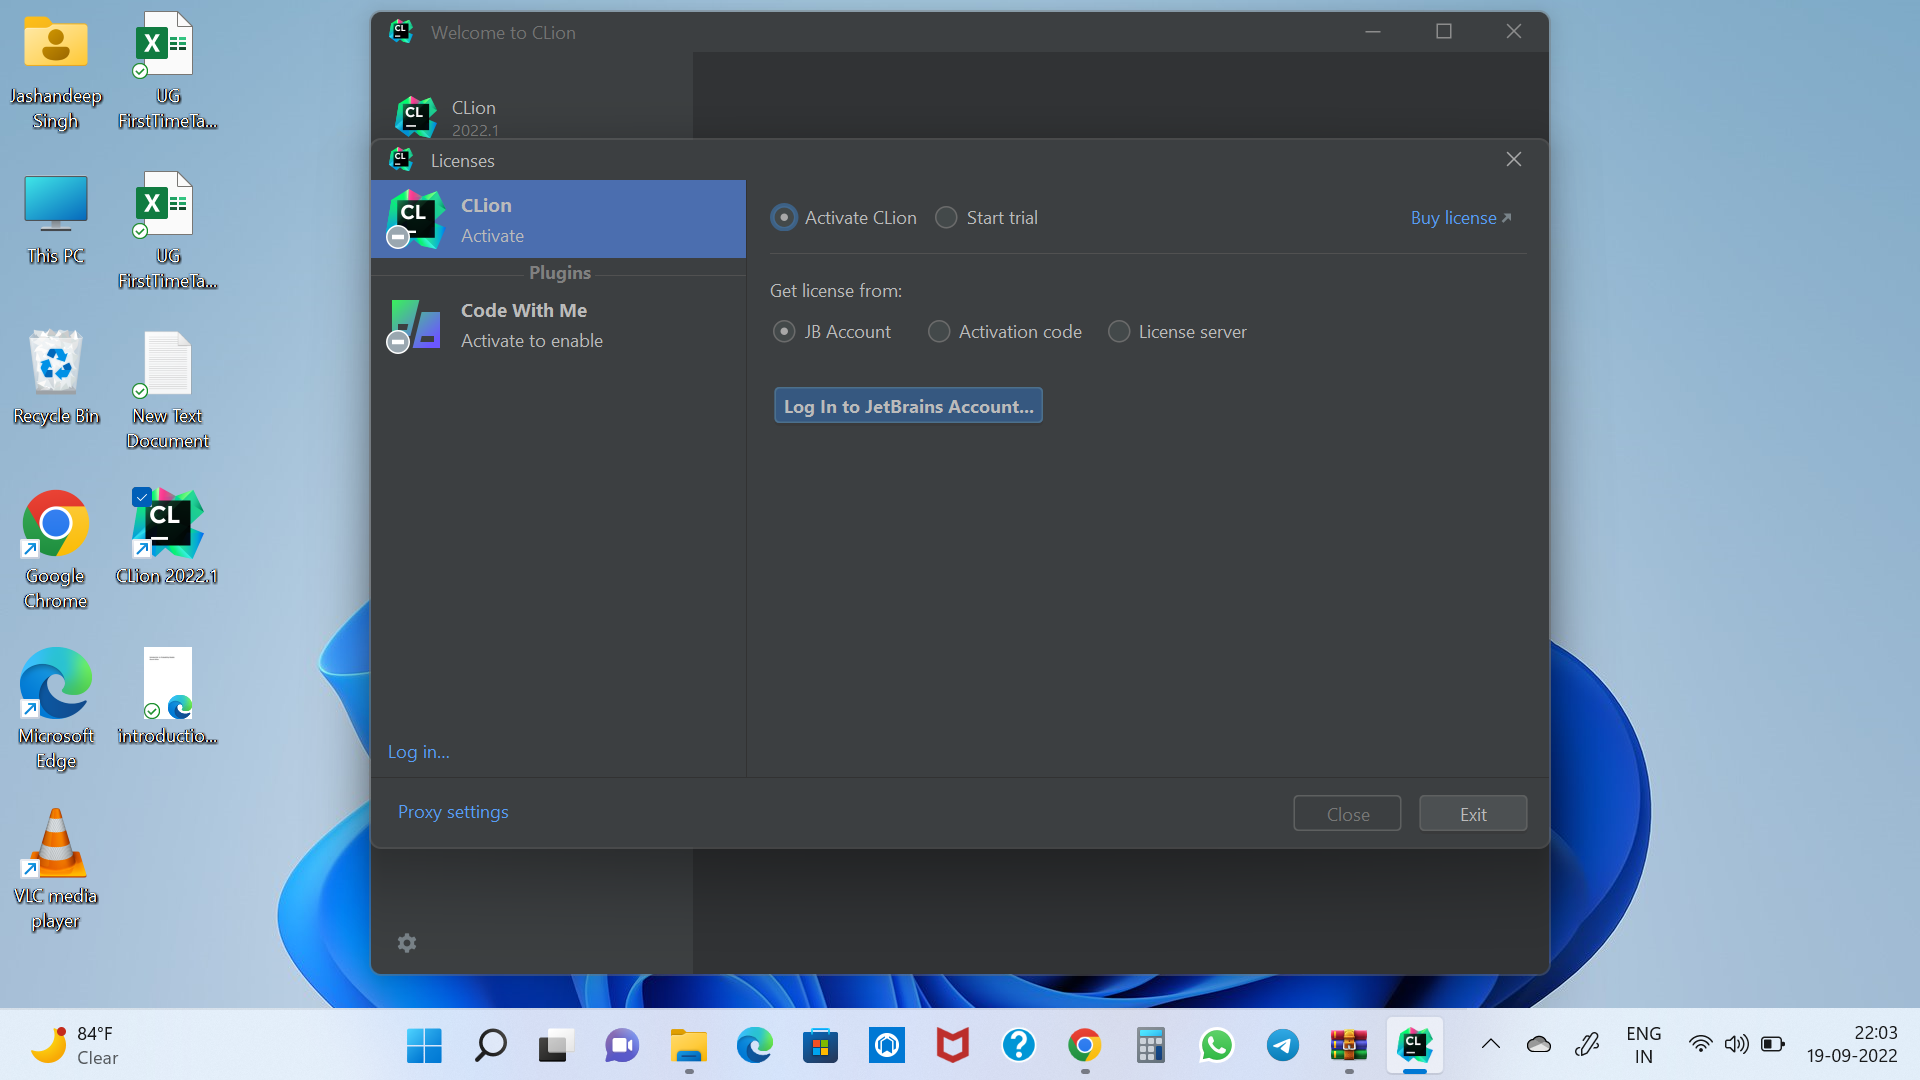 Jashandeep
Singh
UG
FirstTimeTa...
This PC
UG
FirstTimeTa...
Recycle Bin
New Text
Document
Google
Chrome
CLion 2022.1
Microsoft
Edge
introductio...
VLC media
player
Welcome to CLion
CLion
2022.1
Licenses
CLion
Activate
Plugins
Code With Me
Activate to enable
Log in...
Activate CLion
Start trial
Buy license
Get license from:
JB Account
Activation code
License server
Log In to JetBrains Account...
Proxy settings
Close
Exit
84°F
Clear
ENG
IN
22:03
19-09-2022